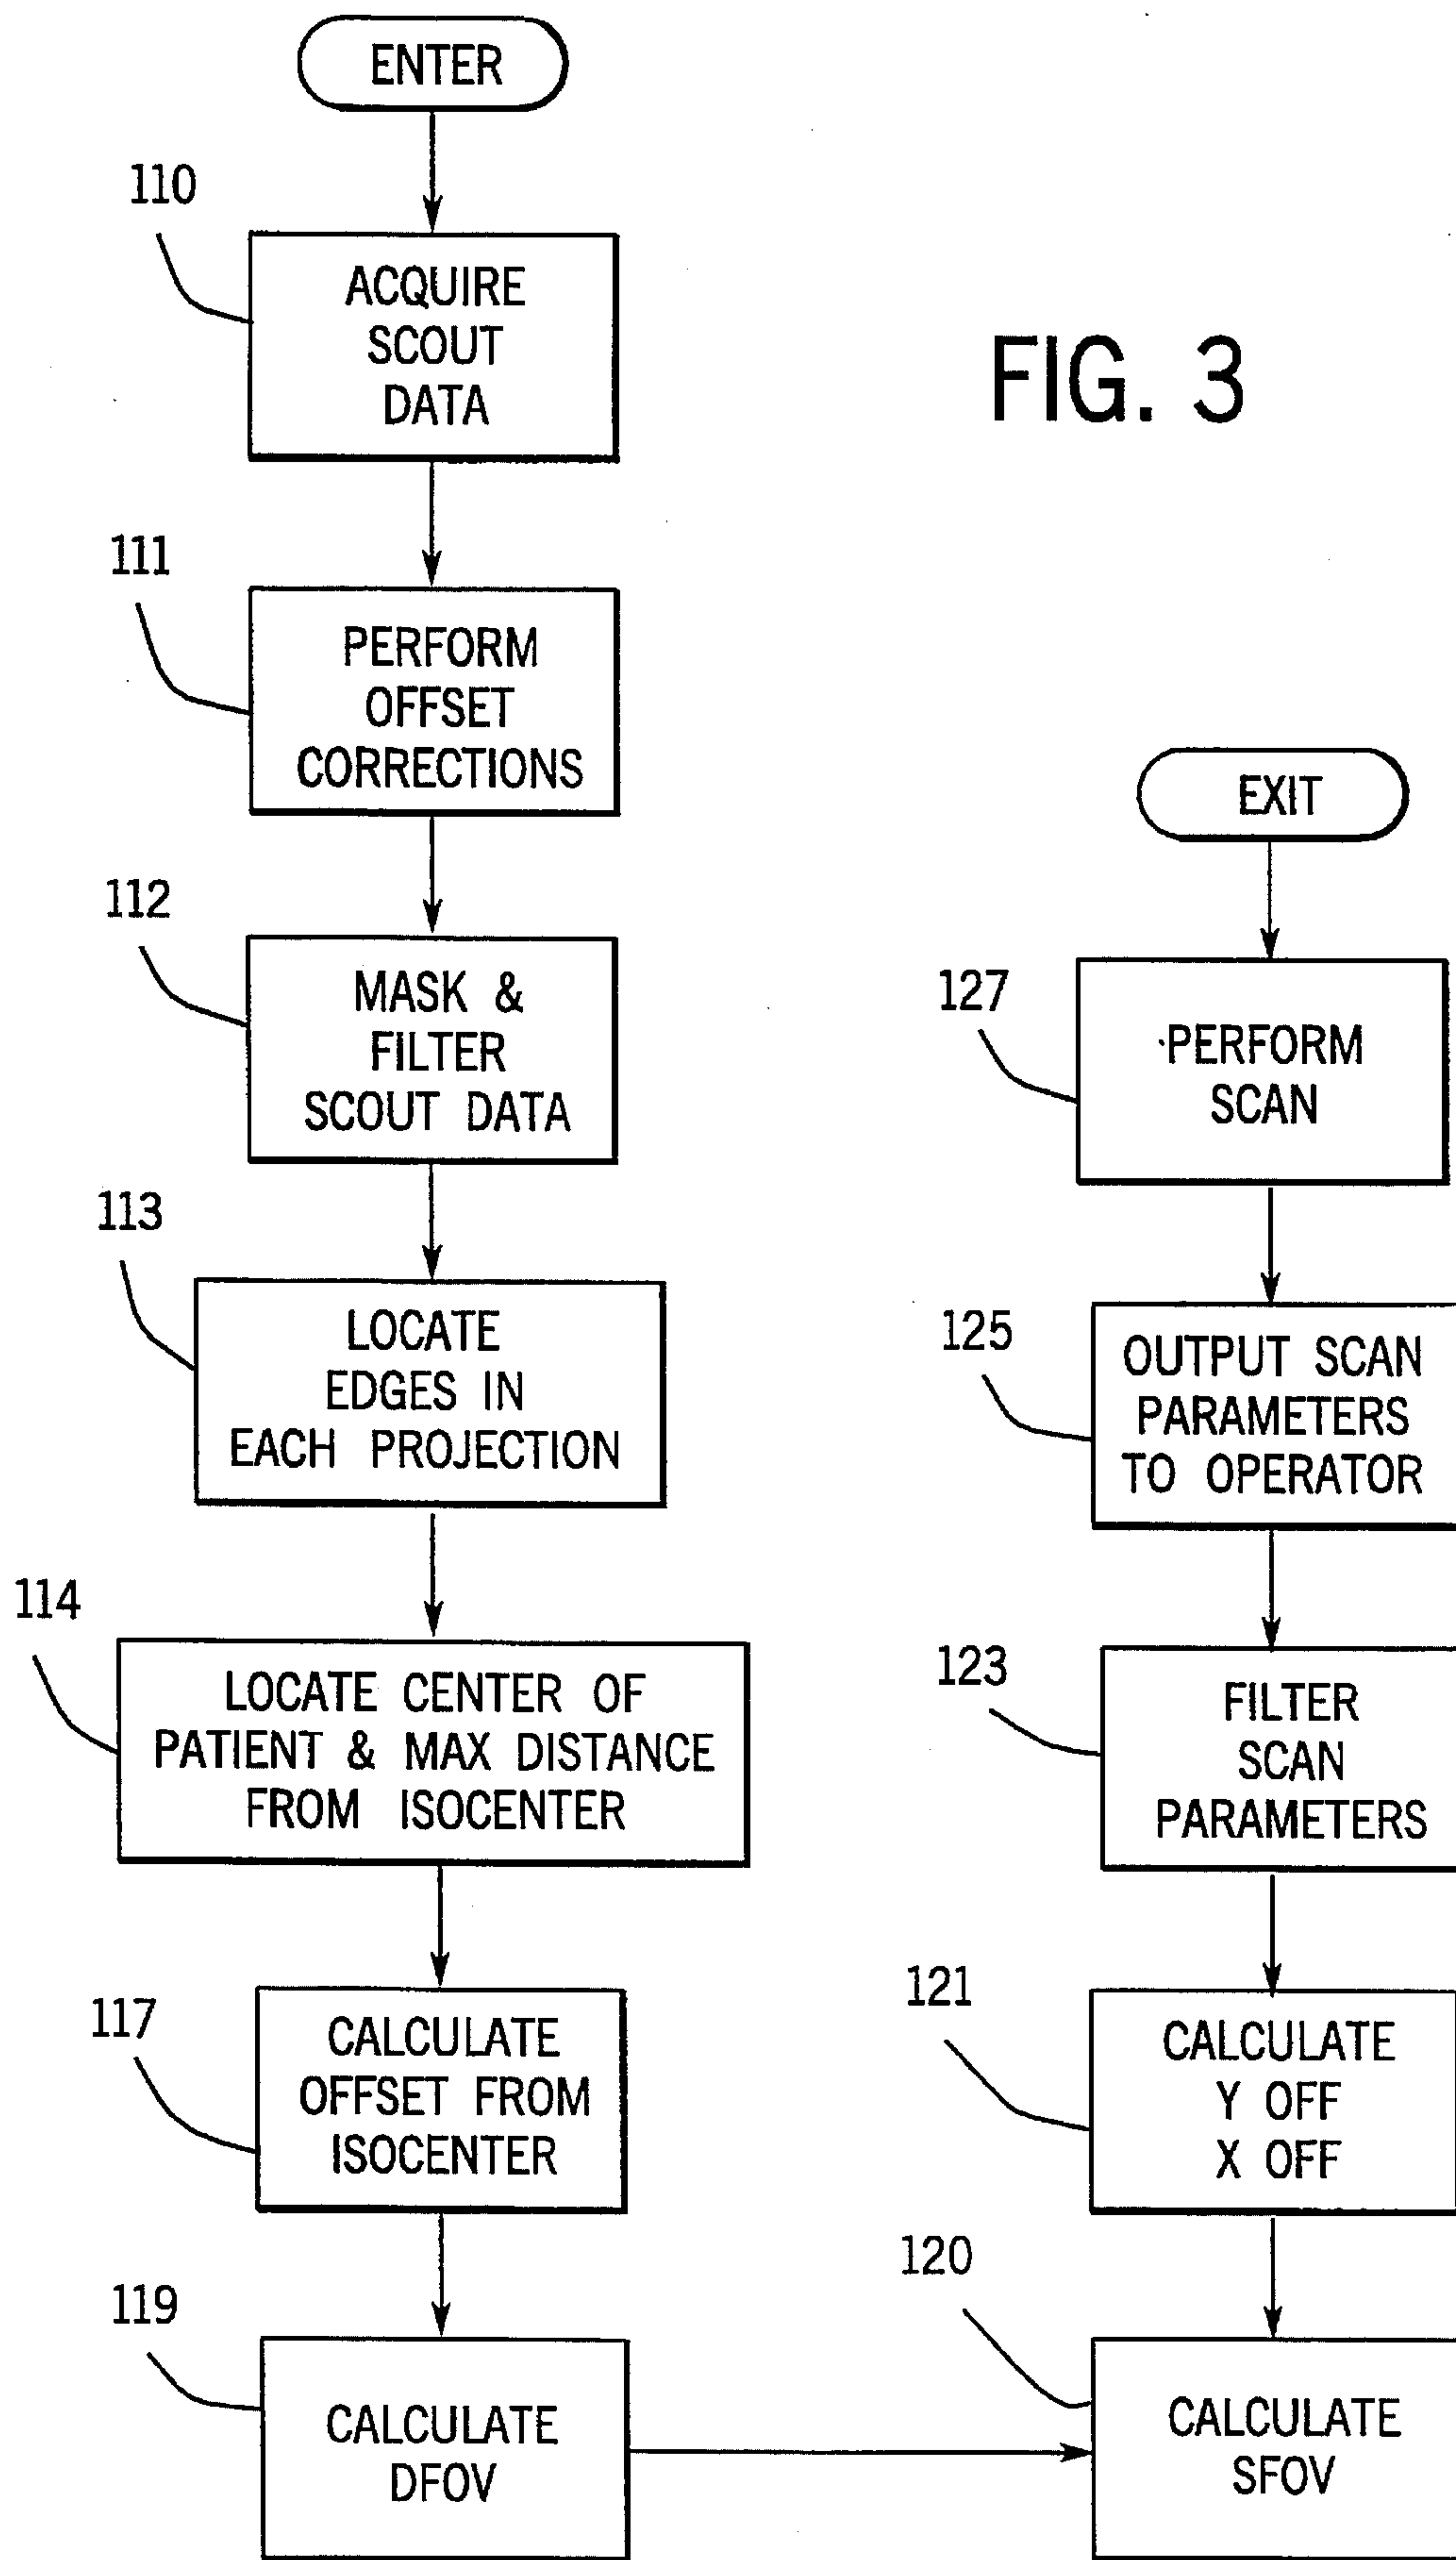 ENTER
110
ACQUIRE
SCOUT
DATA
FIG. 3
111
PERFORM
OFFSET
CORRECTIONS
112
MASK &
FILTER
SCOUT DATA
113
LOCATE
EDGES IN
EACH PROJECTION
114
LOCATE CENTER OF
PATIENT & MAX DISTANCE
FROM ISOCENTER
117
CALCULATE
OFFSET FROM
ISOCENTER
119
CALCULATE
DFOV
EXIT
127
PERFORM
SCAN
125
OUTPUT SCAN
PARAMETERS
TO OPERATOR
123
FILTER
SCAN
PARAMETERS
121
CALCULATE
Y OFF
X OFF
120
CALCULATE
SFOV